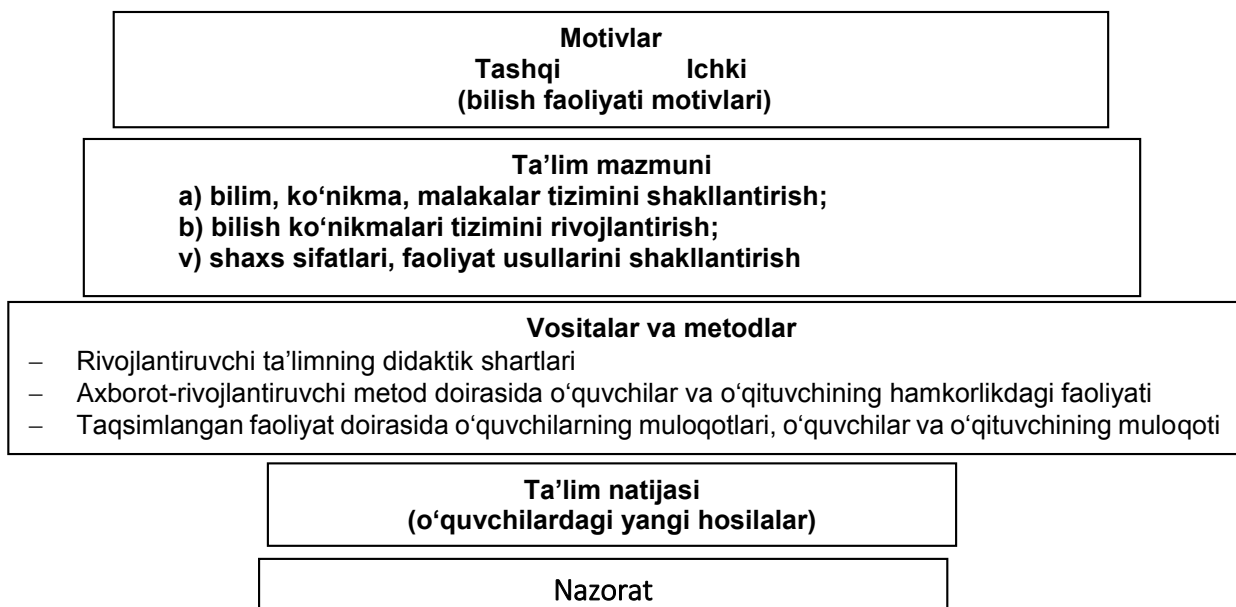 Motivlar
Tashqi Ichki
(bilish faoliyati motivlari)
Ta’lim mazmuni
a) bilim, ko‘nikma, malakalar tizimini shakllantirish;
b) bilish ko‘nikmalari tizimini rivojlantirish;
v) shaxs sifatlari, faoliyat usullarini shakllantirish
Vositalar va metodlar
– Rivojlantiruvchi ta’limning didaktik shartlari
– Axborot-rivojlantiruvchi metod doirasida o‘quvchilar va o‘qituvchining hamkorlikdagi faoliyati
– Taqsimlangan faoliyat doirasida o‘quvchilarning muloqotlari, o‘quvchilar va o‘qituvchining muloqoti
Ta’lim natijasi
(o‘quvchilardagi yangi hosilalar)
Nazorat